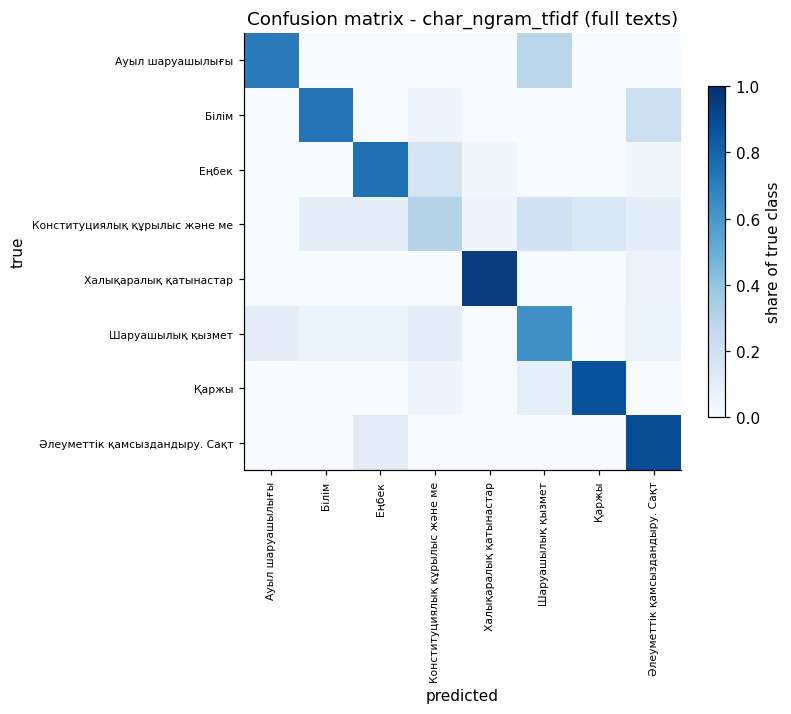 Confusion matrix - char_ngram_tfidf (full texts)
Ауыл шаруашылығы
Білім
Еңбек
Конституциялық құрылыс және ме
Халықаралық қатынастар
Шаруашылық қызмет
Қаржы
Әлеуметтік қамсыздандыру. Сақт
true
Ауыл шаруашылығы
Білім
Еңбек
Конституциялық құрылыс және ме
Халықаралық қатынастар
Шаруашылық қызмет
Қаржы
Әлеуметтік қамсыздандыру. Сақт
predicted
1.0
0.8
0.6
0.4
0.2
0.0
share of true class